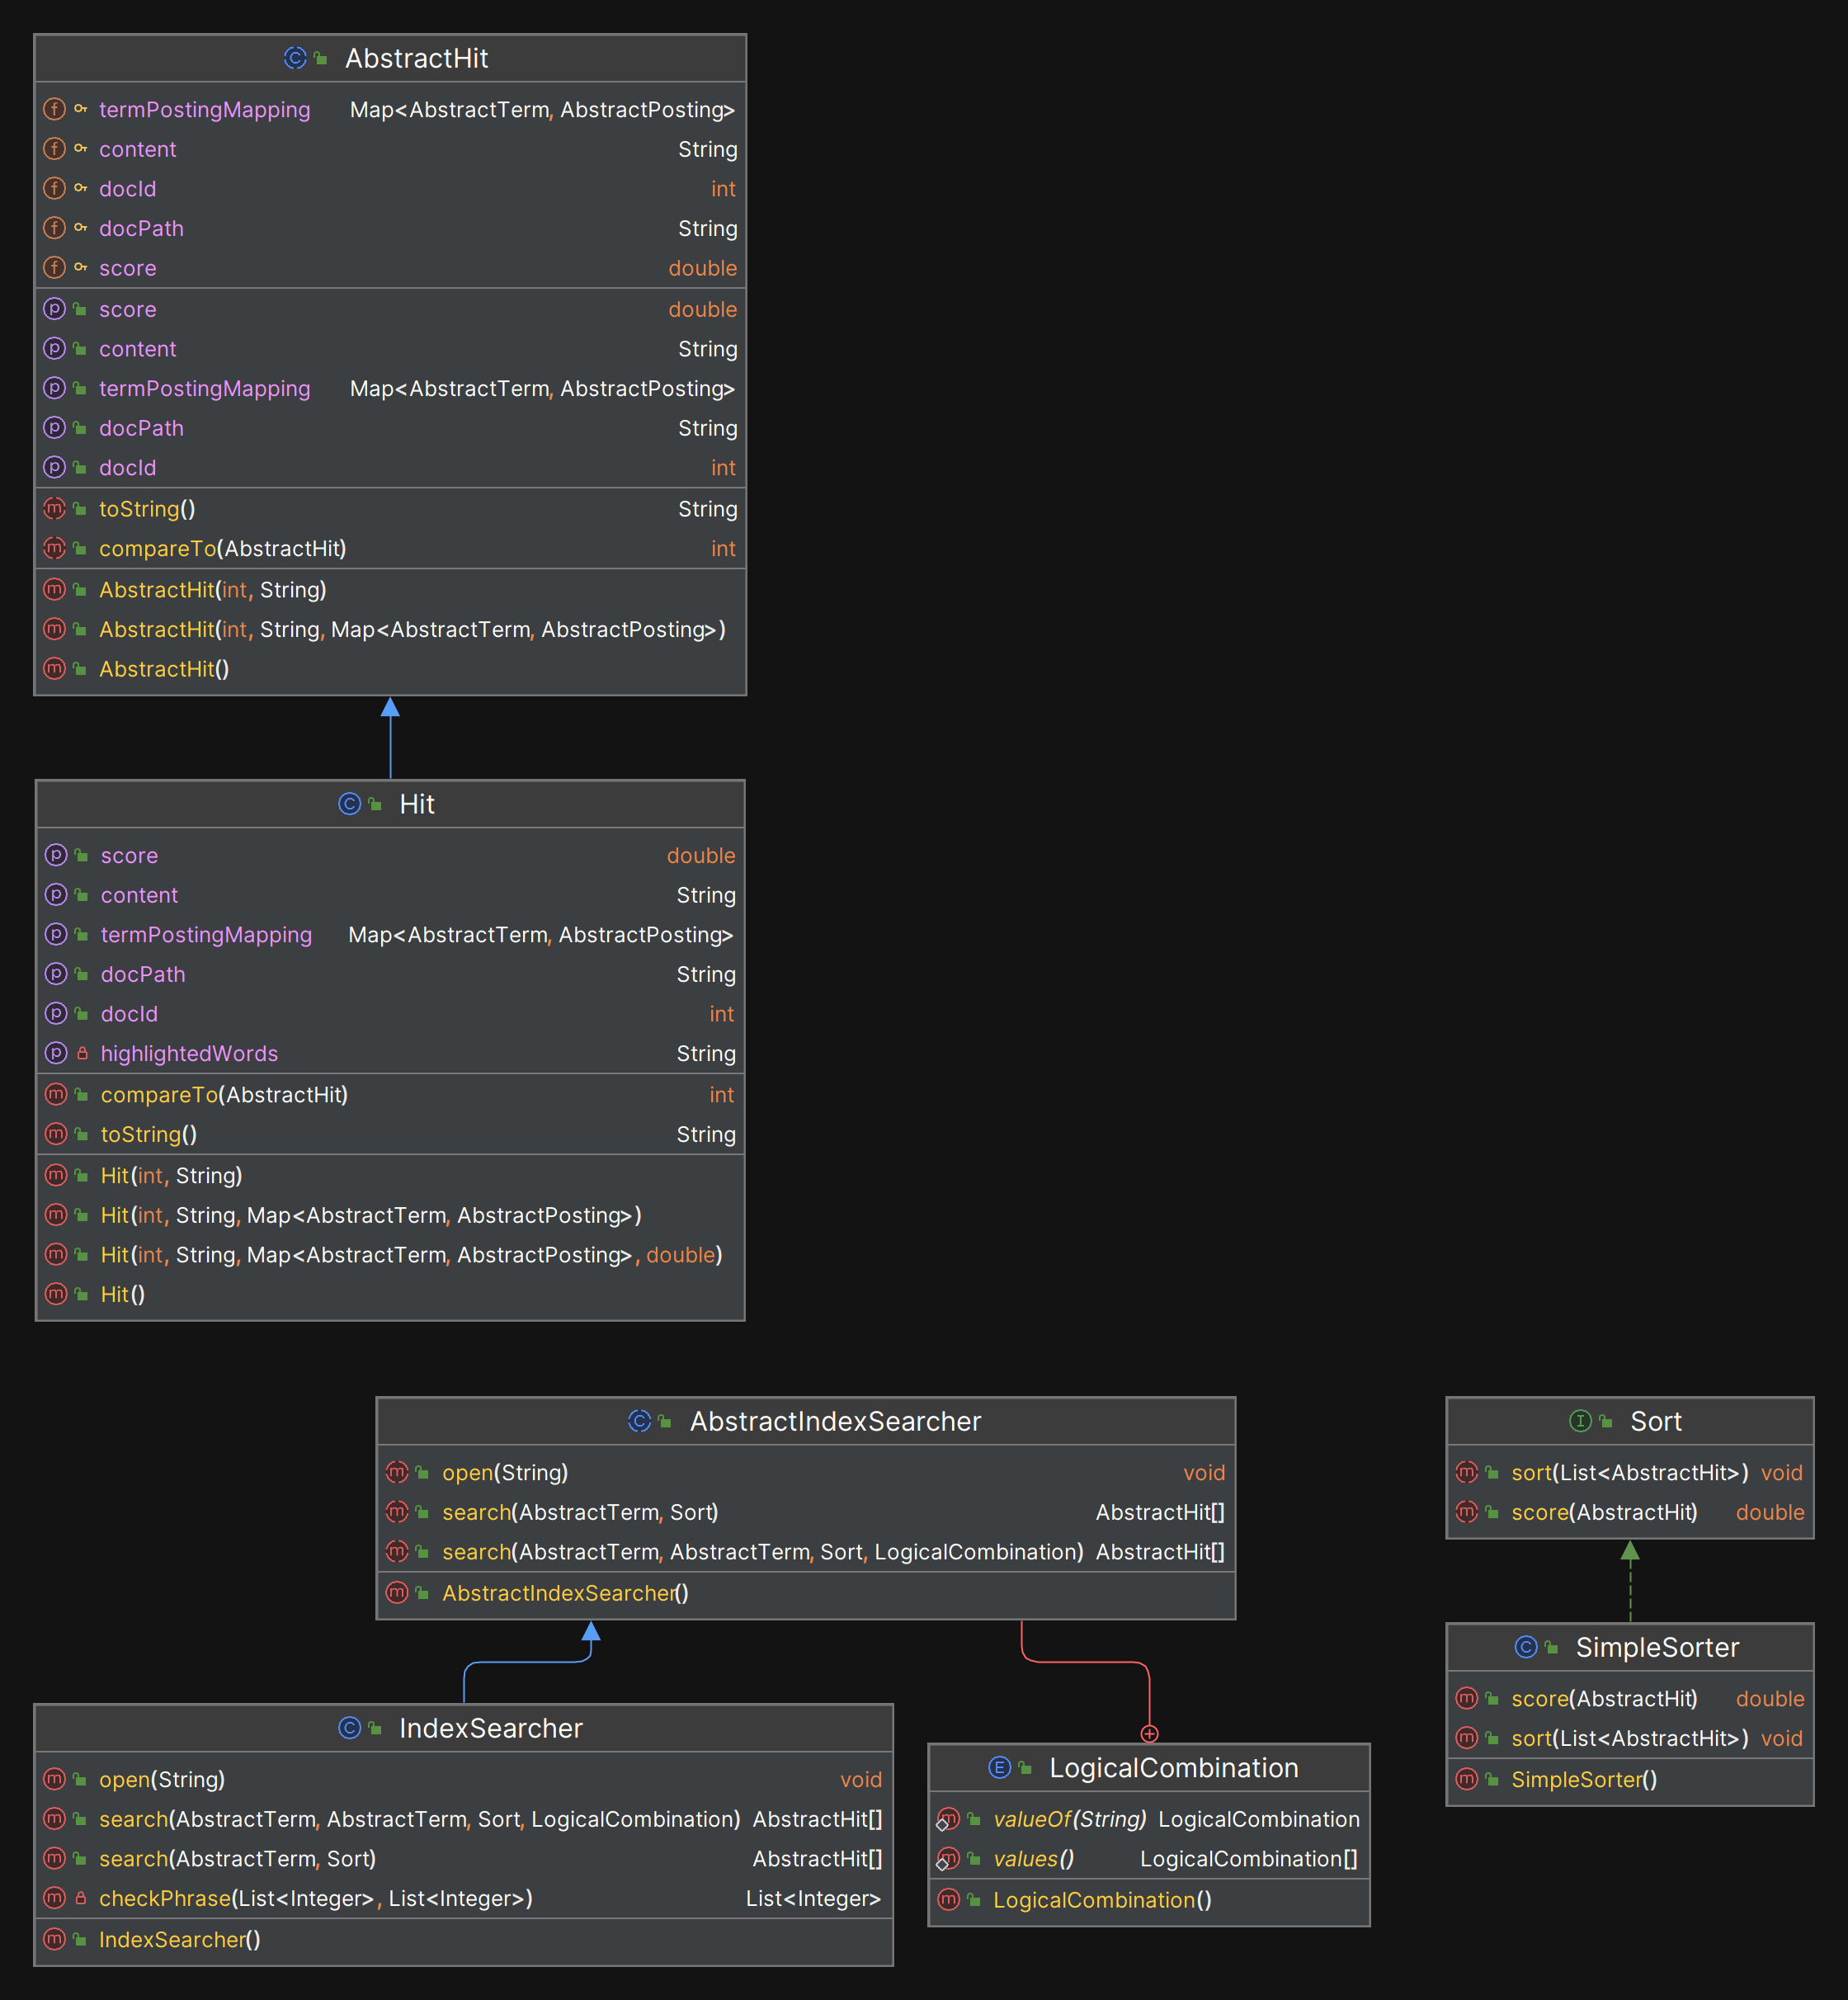 AbstractHit
termPostingMapping Map<AbstractTerm, AbstractPosting>
content String
docId int
docPath String
score double
score double
content String
termPostingMapping Map<AbstractTerm, AbstractPosting>
docPath String
docId int
toString() String
compareTo(AbstractHit) int
AbstractHit(int, String)
AbstractHit(int, String, Map<AbstractTerm, AbstractPosting>)
AbstractHit()
Hit
score double
content String
termPostingMapping Map<AbstractTerm, AbstractPosting>
docPath String
docId int
highlightedWords String
compareTo(AbstractHit) int
toString() String
Hit(int, String)
Hit(int, String, Map<AbstractTerm, AbstractPosting>)
Hit(int, String, Map<AbstractTerm, AbstractPosting>, double)
Hit()
AbstractIndexSearcher
open(String) void
search(AbstractTerm, Sort) AbstractHit[]
search(AbstractTerm, AbstractTerm, Sort, LogicalCombination) AbstractHit[]
AbstractIndexSearcher()
Sort
sort(List<AbstractHit>) void
score(AbstractHit) double
IndexSearcher
open(String) void
search(AbstractTerm, AbstractTerm, Sort, LogicalCombination) AbstractHit[]
search(AbstractTerm, Sort) AbstractHit[]
checkPhrase(List<Integer>, List<Integer>) List<Integer>
IndexSearcher()
LogicalCombination
valueOf(String) LogicalCombination
values() LogicalCombination[]
LogicalCombination()
SimpleSorter
score(AbstractHit) double
sort(List<AbstractHit>) void
SimpleSorter()